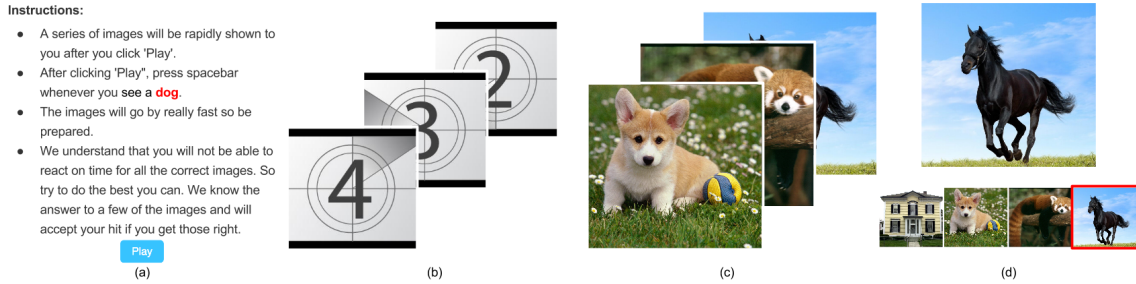 Instructions:
● A series of images will be rapidly shown to
you after you click 'Play'.
● After clicking 'Play", press spacebar
whenever you see a dog.
● The images will go by really fast so be
prepared.
● We understand that you will not be able to
react on time for all the correct images. So
try to do the best you can. We know the
answer to a few of the images and will
accept your hit if you get those right.
Play
(a)
4
3
2
(b)
(c)
(d)